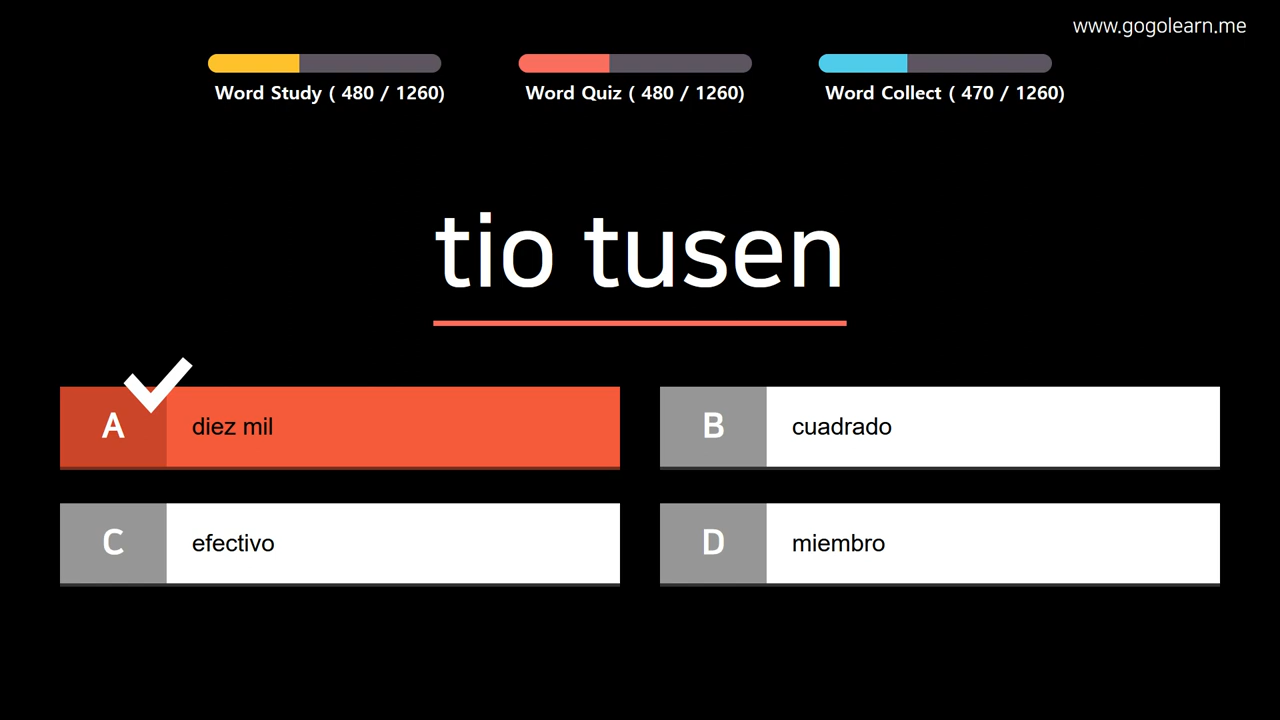 www.gogolearn.me
Word Study ( 480 / 1260)
Word Quiz ( 480 / 1260)
Word Collect ( 470 / 1260)
tio tusen
A diez mil
B cuadrado
C efectivo
D miembro